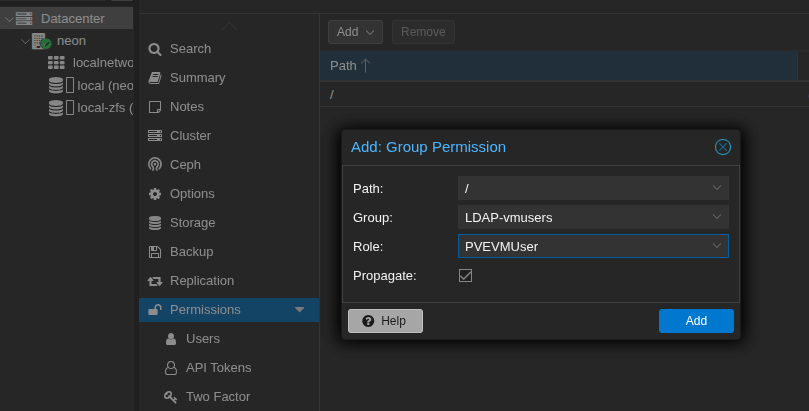 Datacenter
neon
localnetwo
local (neo
local-zfs (
Search
Summary
Notes
Cluster
Ceph
Options
Storage
Backup
Replication
Permissions
Users
API Tokens
Two Factor
Add
Remove
Path
/
Add: Group Permission
Path:
/
Group:
LDAP-vmusers
Role:
PVEVMUser
Propagate:
Help
Add